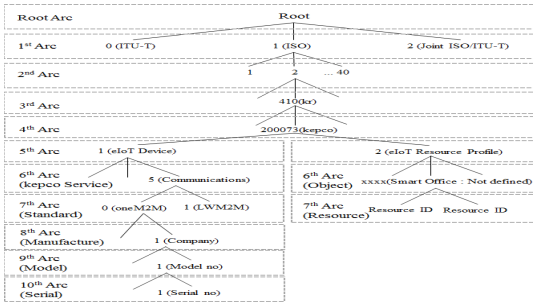 Root Arc
Root
1st Arc
0 (ITU-T)
1 (ISO)
2 (Joint ISO/ITU-T)
2nd Arc
1
2
... 40
3rd Arc
410(kr)
4th Arc
200073(kepco)
5th Arc
1 (eIoT Device)
2 (eIoT Resource Profile)
6th Arc
(kepco Service)
5 (Communications)
6th Arc
(Object)
xxxx(Smart Office : Not defined)
7th Arc
(Standard)
0 (oneM2M)
1 (LWM2M)
7th Arc
(Resource)
Resource ID
Resource ID
8th Arc
(Manufacture)
1 (Company)
9th Arc
(Model)
1 (Model no)
10th Arc
(Serial)
1 (Serial no)